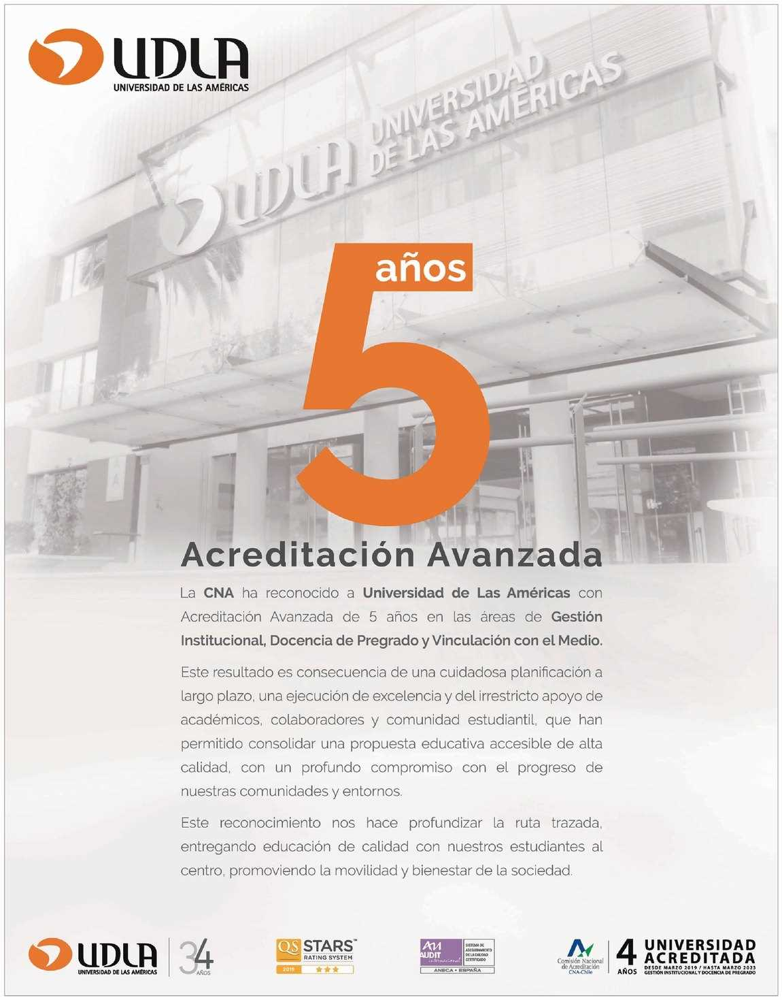 UDLA
UNIVERSIDAD DE LAS AMÉRICAS
UDLA UNIVERSIDAD
DE LAS AMÉRICAS
5 años
Acreditación Avanzada
La CNA ha reconocido a Universidad de Las Américas con
Acreditación Avanzada de 5 años en las áreas de Gestión
Institucional, Docencia de Pregrado y Vinculación con el Medio.
Este resultado es consecuencia de una cuidadosa planificación a
largo plazo, una ejecución de excelencia y del irrestricto apoyo de
académicos, colaboradores y comunidad estudiantil, que han
permitido consolidar una propuesta educativa accesible de alta
calidad, con un profundo compromiso con el progreso de
nuestras comunidades y entornos.
Este reconocimiento nos hace profundizar la ruta trazada,
entregando educación de calidad con nuestros estudiantes al
centro, promoviendo la movilidad y bienestar de la sociedad.
UDLA
UNIVERSIDAD DE LAS AMÉRICAS
34
AÑOS
QS STARS™
RATING SYSTEM
2019
AUDIT
internacional
SISTEMA DE
ASEGURAMIENTO
DE LA CALIDAD
CERTIFICADO
ANECA • ESPAÑA
Comisión Nacional
de Acreditación
CNA-Chile
4
AÑOS
UNIVERSIDAD
ACREDITADA
DESDE MARZO 2019 / HASTA MARZO 2023
GESTIÓN INSTITUCIONAL Y DOCENCIA DE PREGRADO